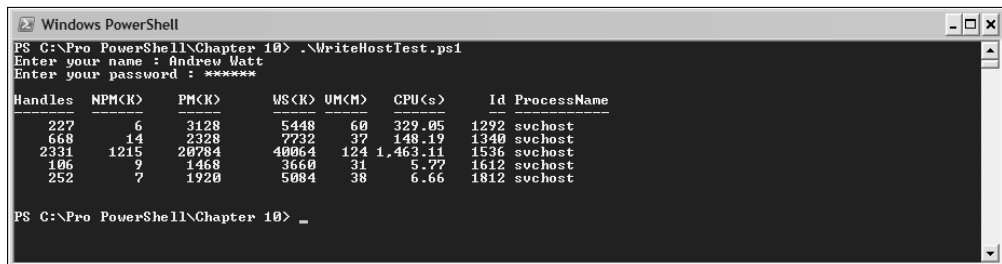 Windows PowerShell
PS C:\Pro PowerShell\Chapter 10> .\WriteHostTest.ps1
Enter your name : Andrew Watt
Enter your password : ******
Handles NPM(K) PM(K) WS(K) VM(M) CPU(s) Id ProcessName
------- ------ ----- ----- ----- ------ -- -----------
227 6 3128 5448 60 329.05 1292 svchost
668 14 2328 7732 37 148.19 1340 svchost
2331 1215 20784 40064 124 1,463.11 1536 svchost
106 9 1468 3660 31 5.77 1612 svchost
252 7 1920 5084 38 6.66 1812 svchost
PS C:\Pro PowerShell\Chapter 10> _